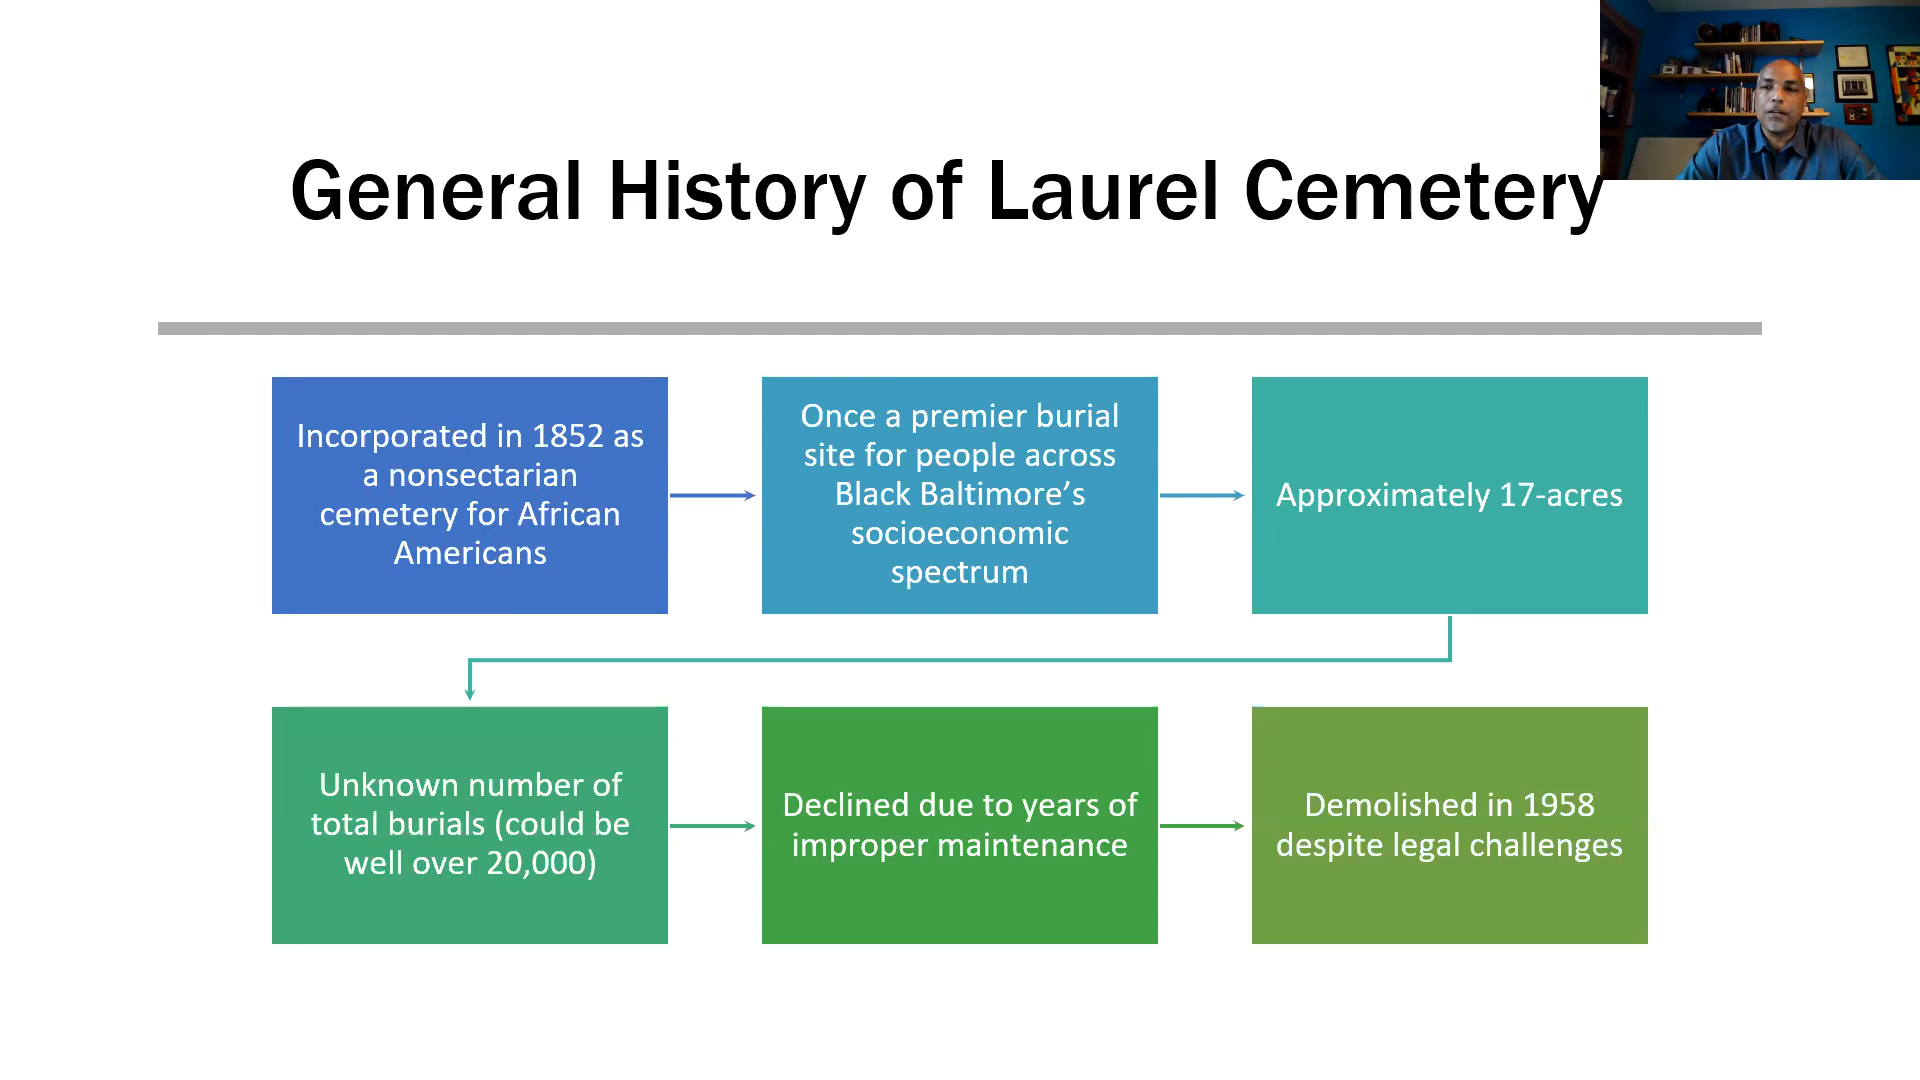 General History of Laurel Cemetery
Incorporated in 1852 as
a nonsectarian
cemetery for African
Americans
Once a premier burial
site for people across
Black Baltimore’s
socioeconomic
spectrum
Approximately 17-acres
Unknown number of
total burials (could be
well over 20,000)
Declined due to years of
improper maintenance
Demolished in 1958
despite legal challenges